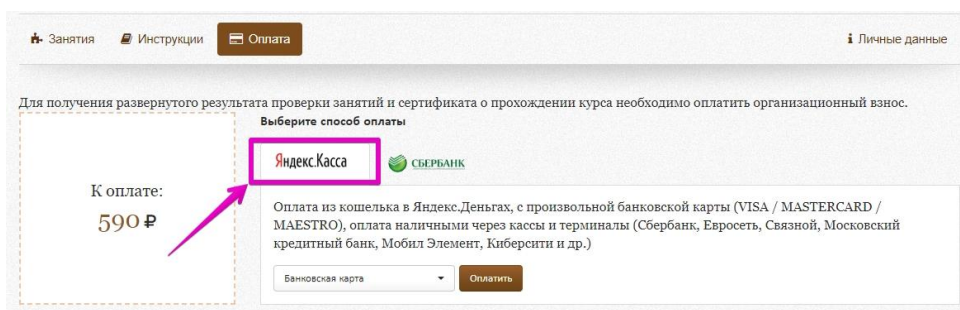 Занятия Инструкции Оплата Личные данные
Для получения развернутого результата проверки занятий и сертификата о прохождении курса необходимо оплатить организационный взнос.
Выберите способ оплаты
Яндекс.Касса СБЕРБАНК
К оплате:
590 ₽
Оплата из кошелька в Яндекс.Деньгах, с произвольной банковской карты (VISA / MASTERCARD /
MAESTRO), оплата наличными через кассы и терминалы (Сбербанк, Евросеть, Связной, Московский
кредитный банк, Мобил Элемент, Киберсити и др.)
Банковская карта Оплатить